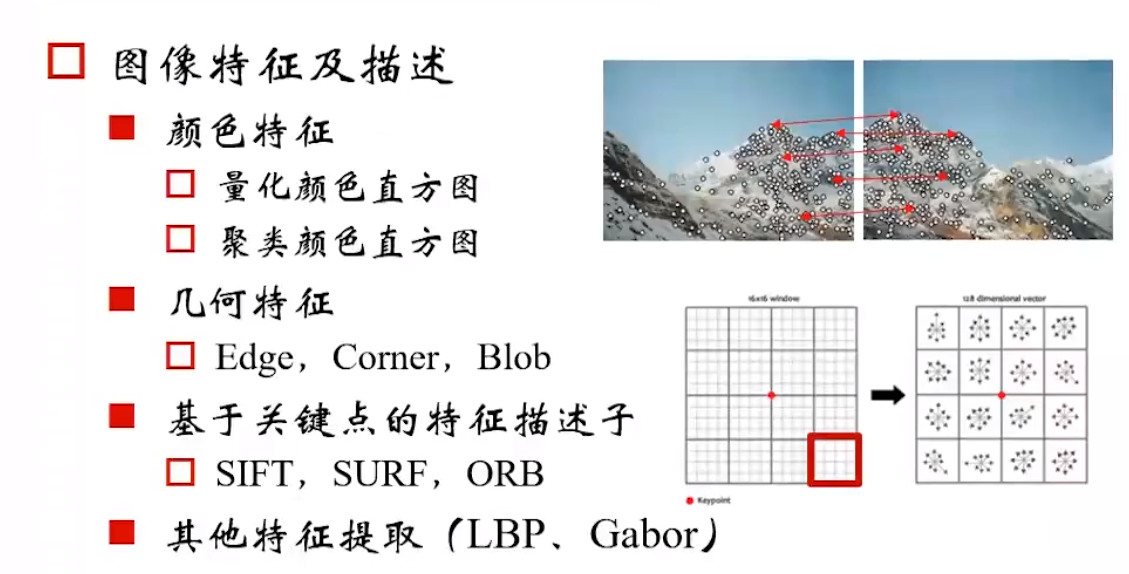 图像特征及描述
颜色特征
量化颜色直方图
聚类颜色直方图
几何特征
Edge，Corner，Blob
基于关键点的特征描述子
SIFT，SURF，ORB
其他特征提取（LBP、Gabor）
16x16 window
128 dimensional vector
Keypoint